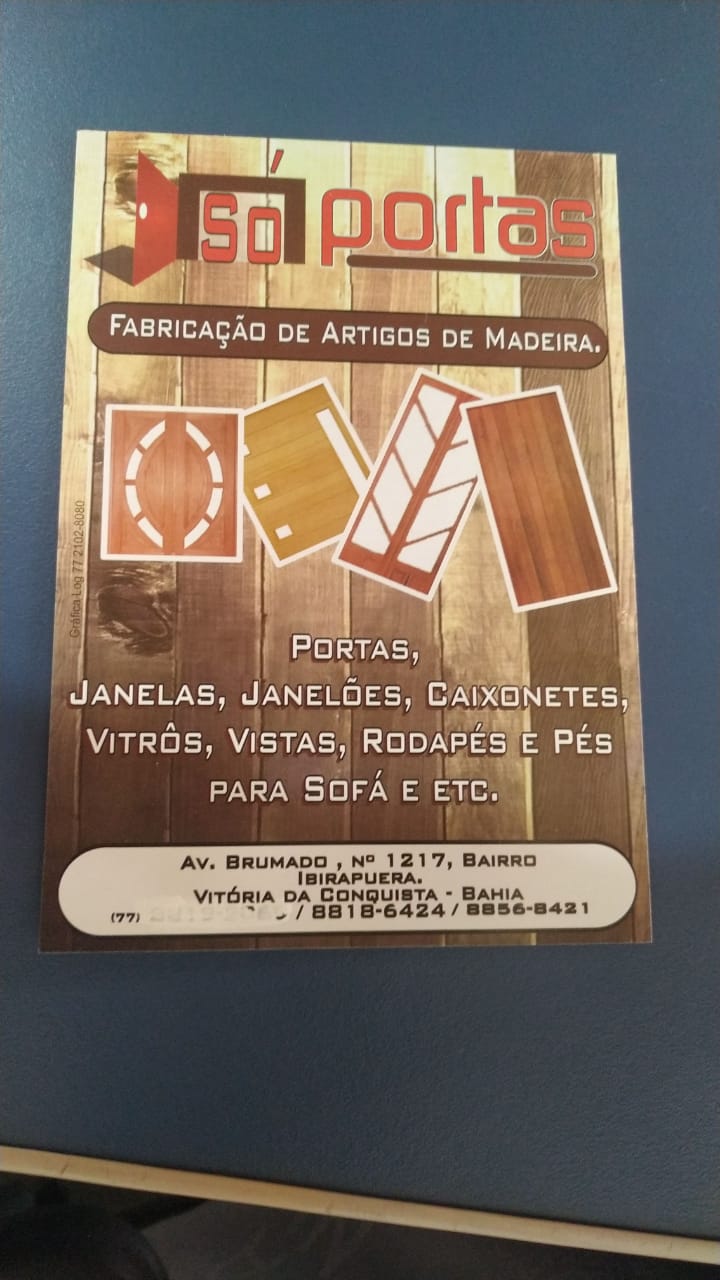 Só portas
Fabricação de Artigos de Madeira.
Gráfica Log 77 2102-8080
Portas,
Janelas, Janelões, Caixonetes,
Vitrôs, Vistas, Rodapés e Pés
para Sofá e etc.
Av. Brumado , Nº 1217, Bairro
Ibirapuera.
Vitória da Conquista - Bahia
(77) / 8818-6424 / 8856-8421